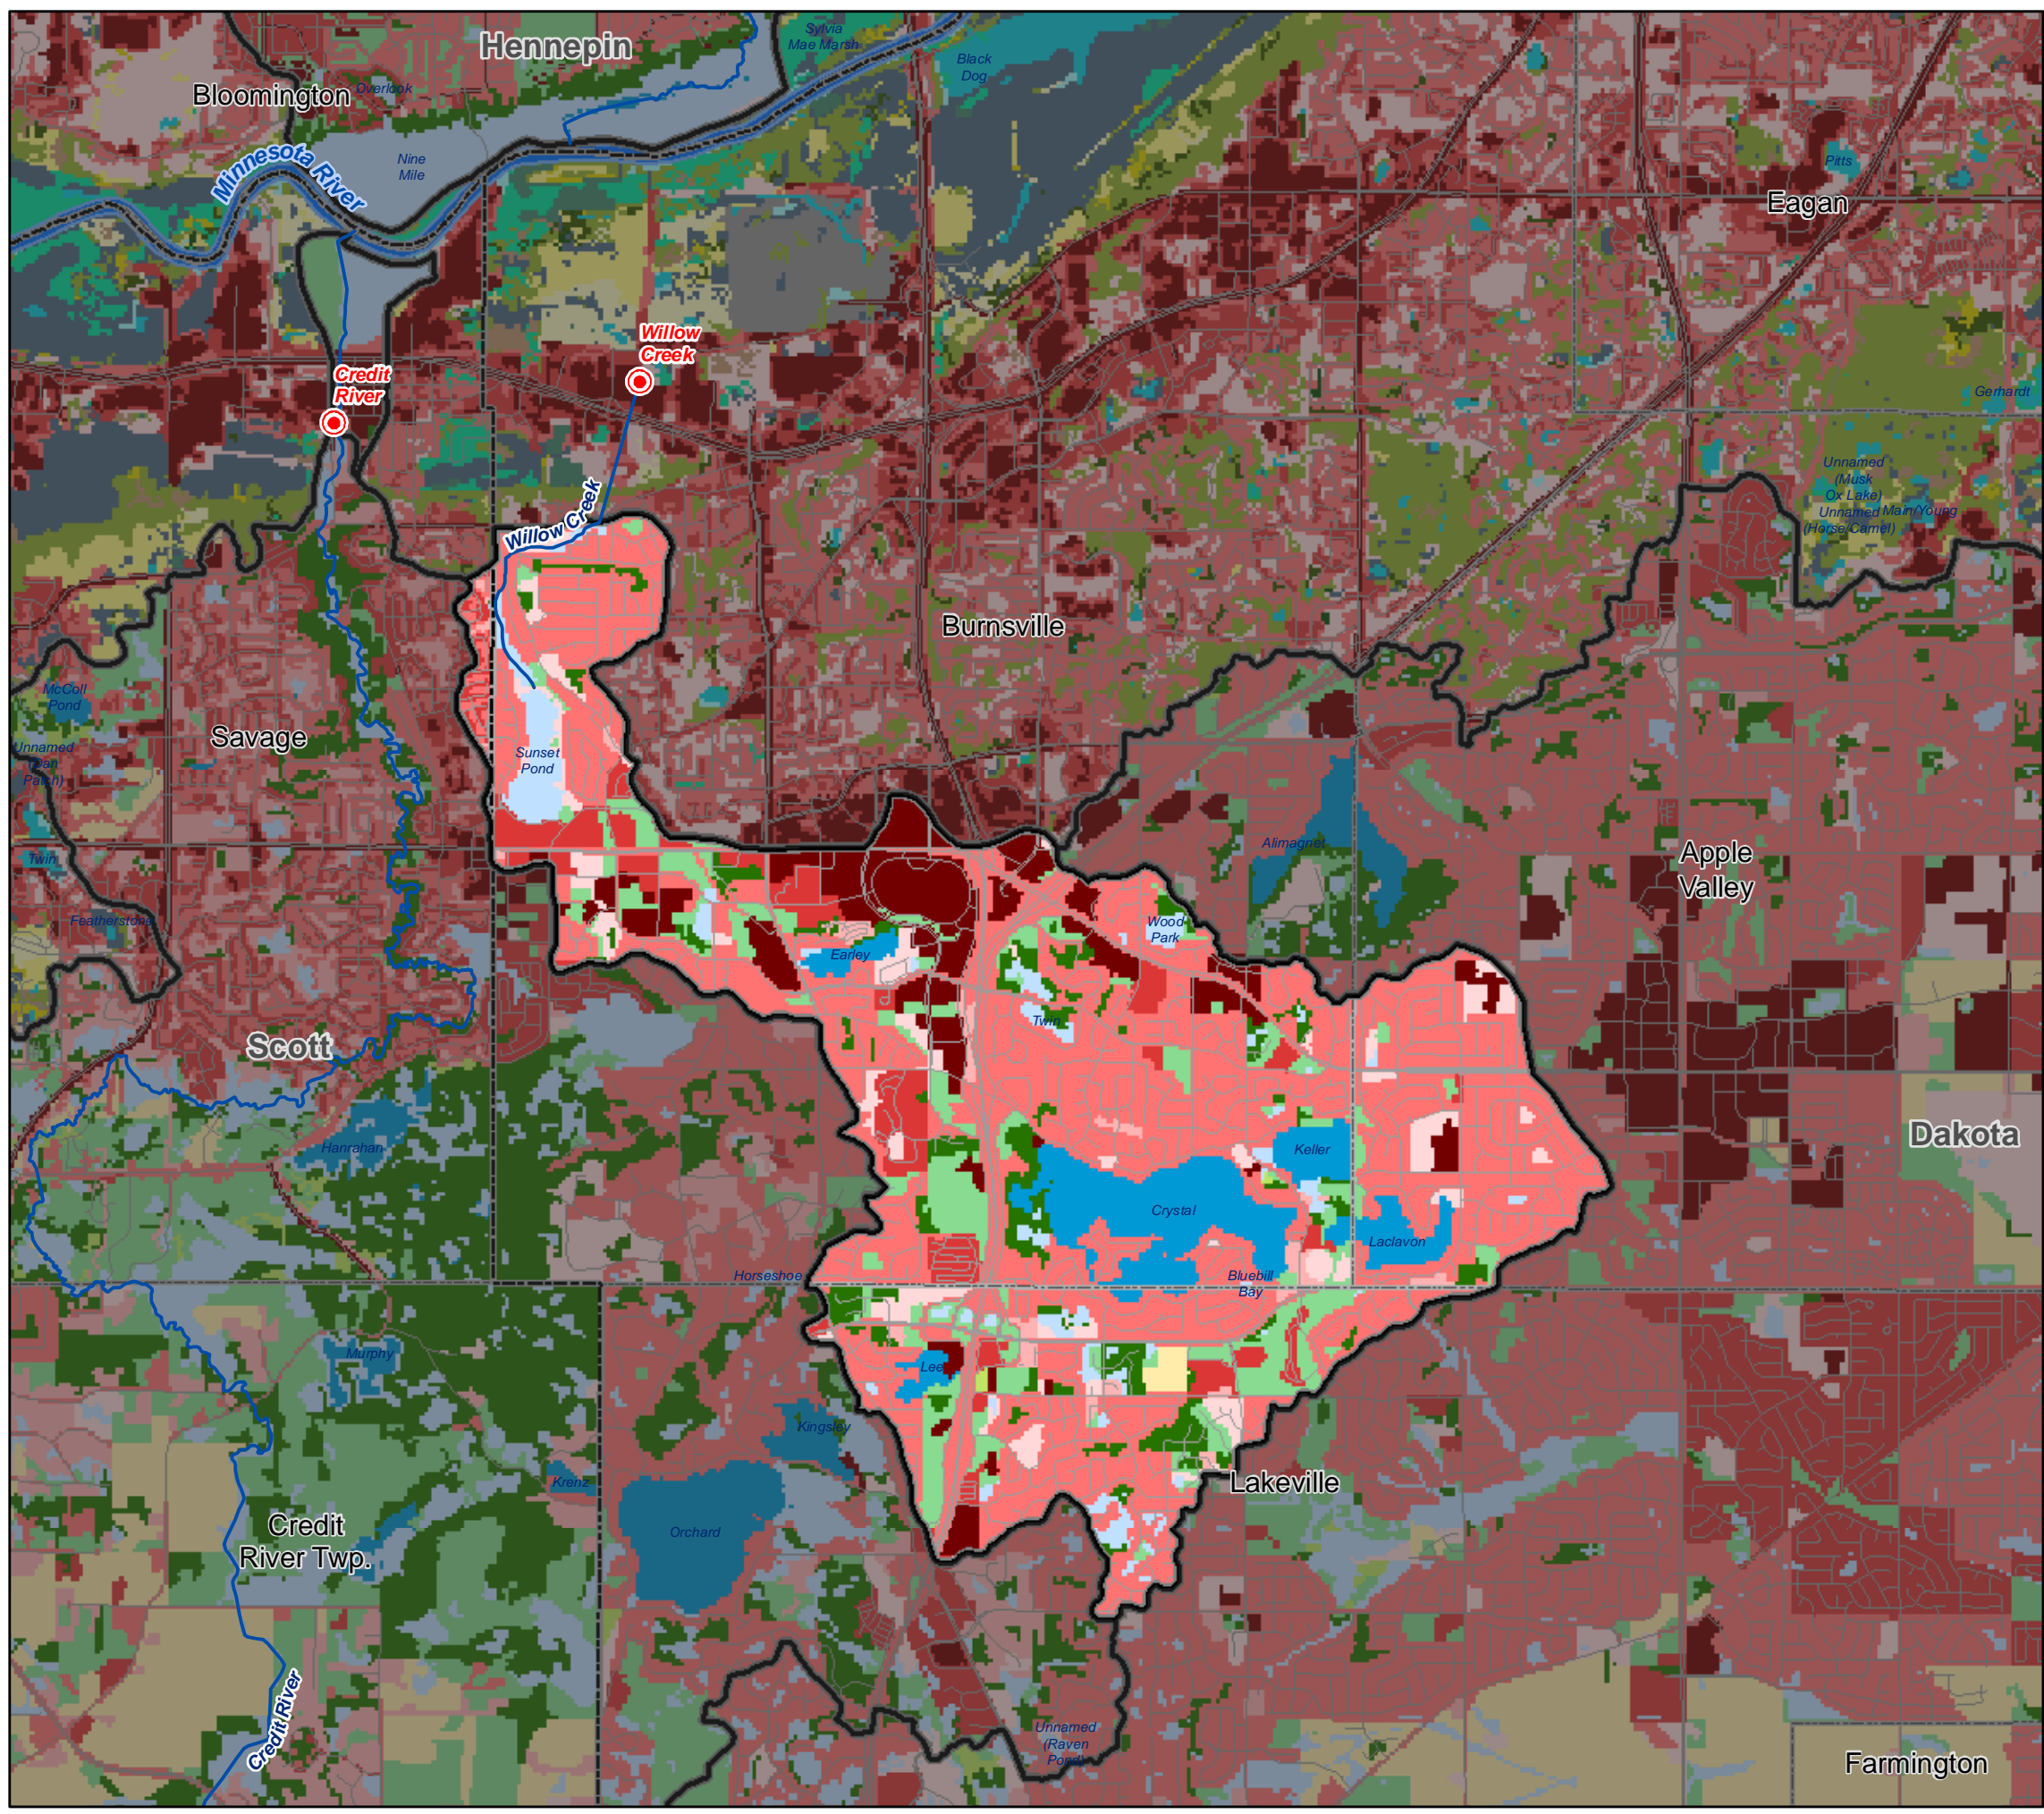 Hennepin
Sylvia
Mae Marsh
Black
Dog
Bloomington
Overlook
Nine
Mile
Minnesota River
Pitts
Eagan
Willow
Creek
Credit
River
Gerhardt
Unnamed
(Musk
Ox Lake)
Unnamed
(Horse/Camel)
Main/Young
Willow Creek
Burnsville
McColl
Pond
Savage
Unnamed
(Dan
Patch)
Sunset
Pond
Alimagnet
Twin
Apple
Valley
Featherstone
Wood
Park
Earley
Twin
Scott
Hanrahan
Keller
Dakota
Crystal
Laclavon
Horseshoe
Bluebill
Bay
Murphy
Lee
Kingsley
Krenz
Lakeville
Orchard
Credit
River Twp.
Credit River
Unnamed
(Raven
Pond)
Farmington